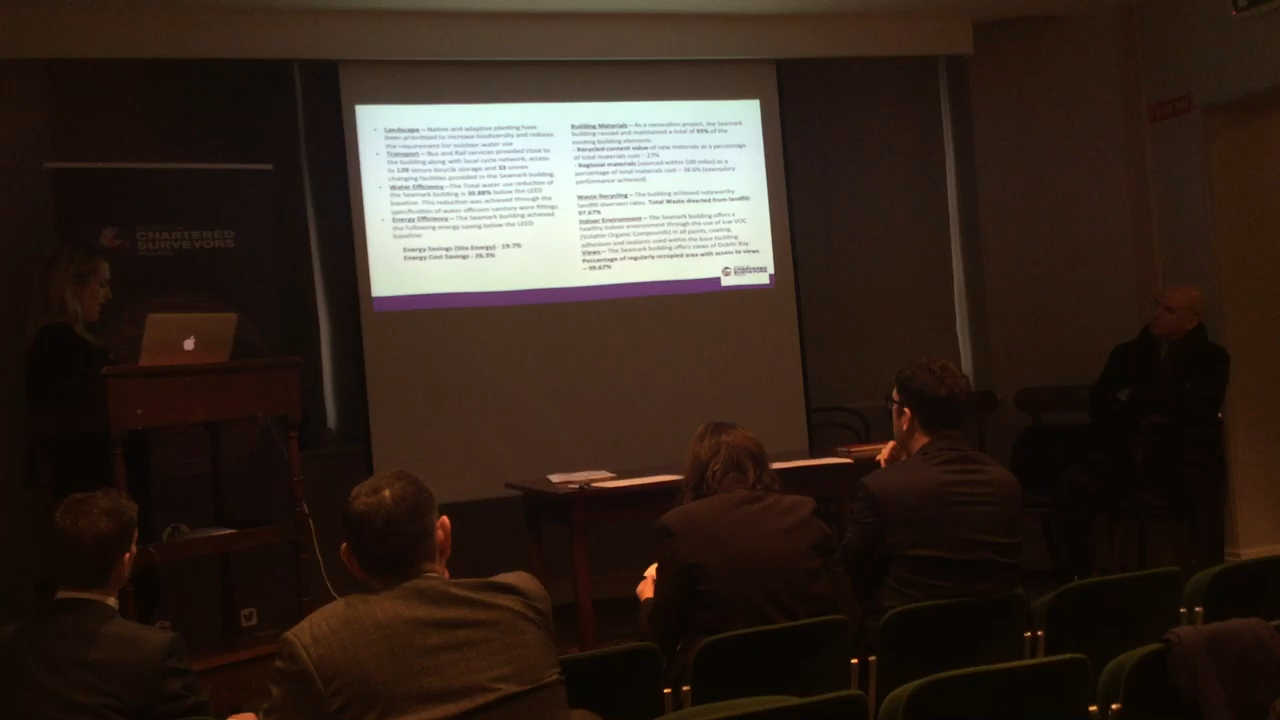 • Landscape – Native and adaptive planting have
been prioritised to increase biodiversity and reduces
the requirement for outdoor water use
• Transport – Bus and Rail services provided close to
the building along with local cycle network, access
to 139 secure bicycle storage and 33 unisex
changing facilities provided in the Seamark building.
• Water Efficiency –The Total water use reduction of
the Seamark building is 30.88% below the LEED
baseline. This reduction was achieved through the
specification of water efficient sanitary ware fittings.
• Energy Efficiency – The Seamark building achieved
the following energy saving below the LEED
baseline:
Energy Savings (Site Energy) - 19.7%
Energy Cost Savings - 26.3%
Building Materials – As a renovation project, the Seamark
building reused and maintained a total of 93% of the
existing building elements.
- Recycled content value of new materials as a percentage
of total materials cost – 27%
- Regional materials (sourced within 500 miles) as a
percentage of total materials cost – 38.6% (exemplary
performance achieved)
Waste Recycling – The building achieved noteworthy
landfill diversion rates. Total Waste diverted from landfill:
97.67%
Indoor Environment – The Seamark building offers a
healthy indoor environment through the use of low VOC
(Volatile Organic Compounds) in all paints, coating,
adhesives and sealants used within the base building
Views – The Seamark building offers views of Dublin Bay
Percentage of regularly occupied area with access to views
– 99.67%
CHARTERED
SURVEYORS
CHARTERED
SURVEYORS